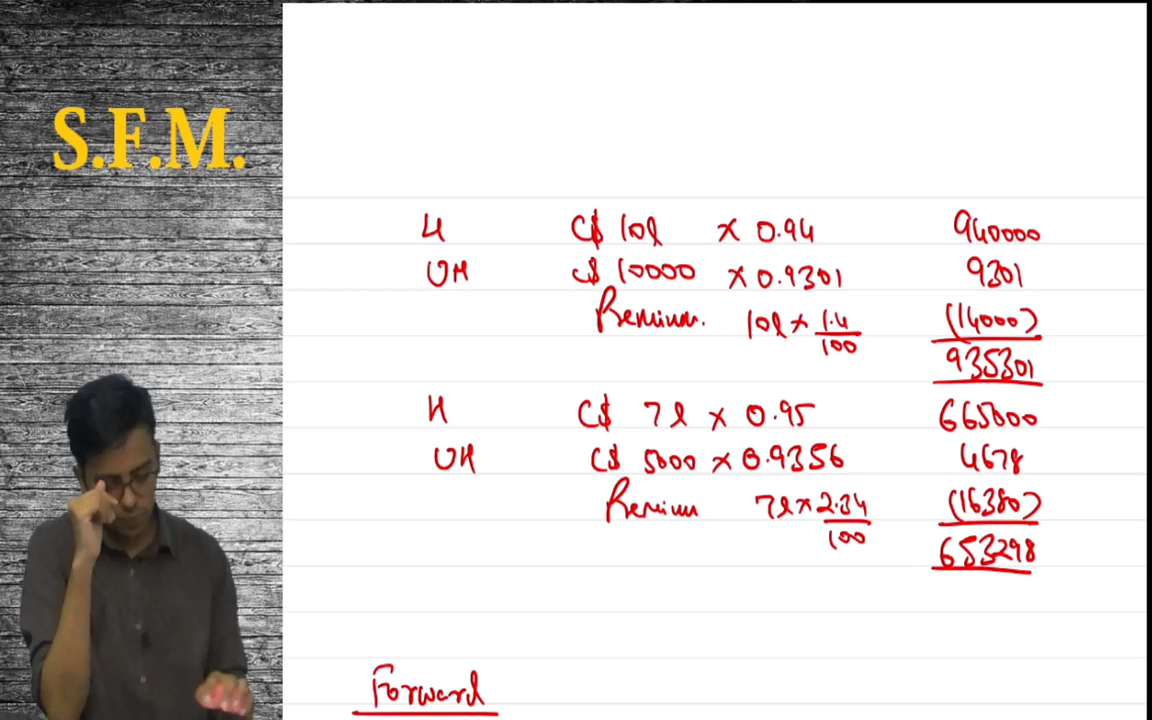 S.F.M.
H C$ 10l × 0.94 940000
UH C$ 10000 × 0.9301 9301
Premium. 10l × 1.4/100 (14000)
935301
H C$ 7l × 0.95 665000
UH C$ 5000 × 0.9356 4678
Premium 7l × 2.34/100 (16380)
653298
Forward